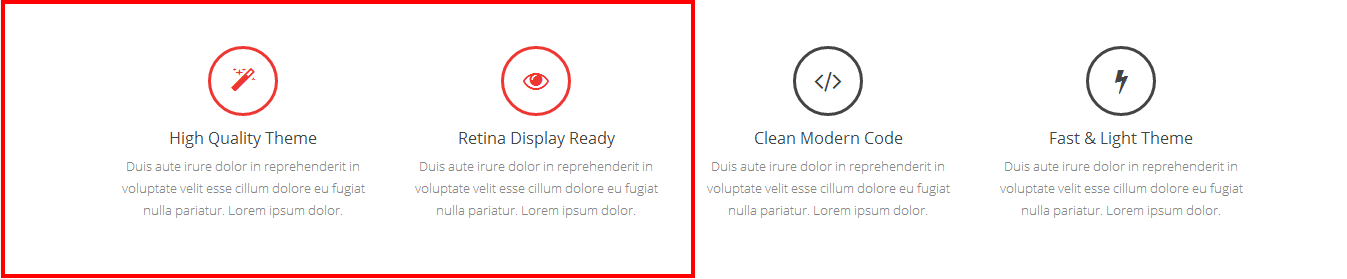 High Quality Theme
Duis aute irure dolor in reprehenderit in
voluptate velit esse cillum dolore eu fugiat
nulla pariatur. Lorem ipsum dolor.
Retina Display Ready
Duis aute irure dolor in reprehenderit in
voluptate velit esse cillum dolore eu fugiat
nulla pariatur. Lorem ipsum dolor.
Clean Modern Code
Duis aute irure dolor in reprehenderit in
voluptate velit esse cillum dolore eu fugiat
nulla pariatur. Lorem ipsum dolor.
Fast & Light Theme
Duis aute irure dolor in reprehenderit in
voluptate velit esse cillum dolore eu fugiat
nulla pariatur. Lorem ipsum dolor.